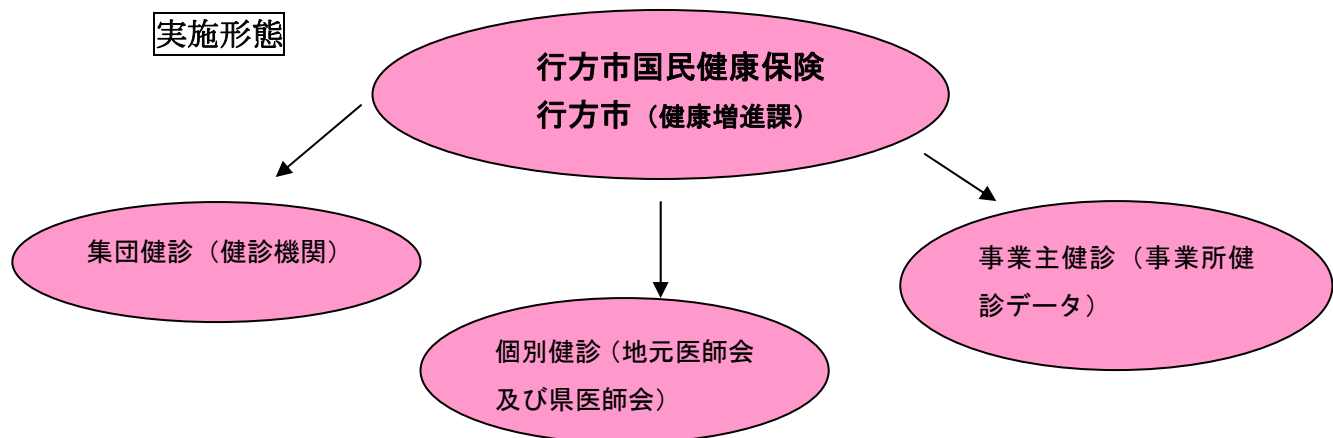 実施形態
行方市国民健康保険
行方市（健康増進課）
集団健診（健診機関）
事業主健診（事業所健
診データ）
個別健診（地元医師会
及び県医師会）